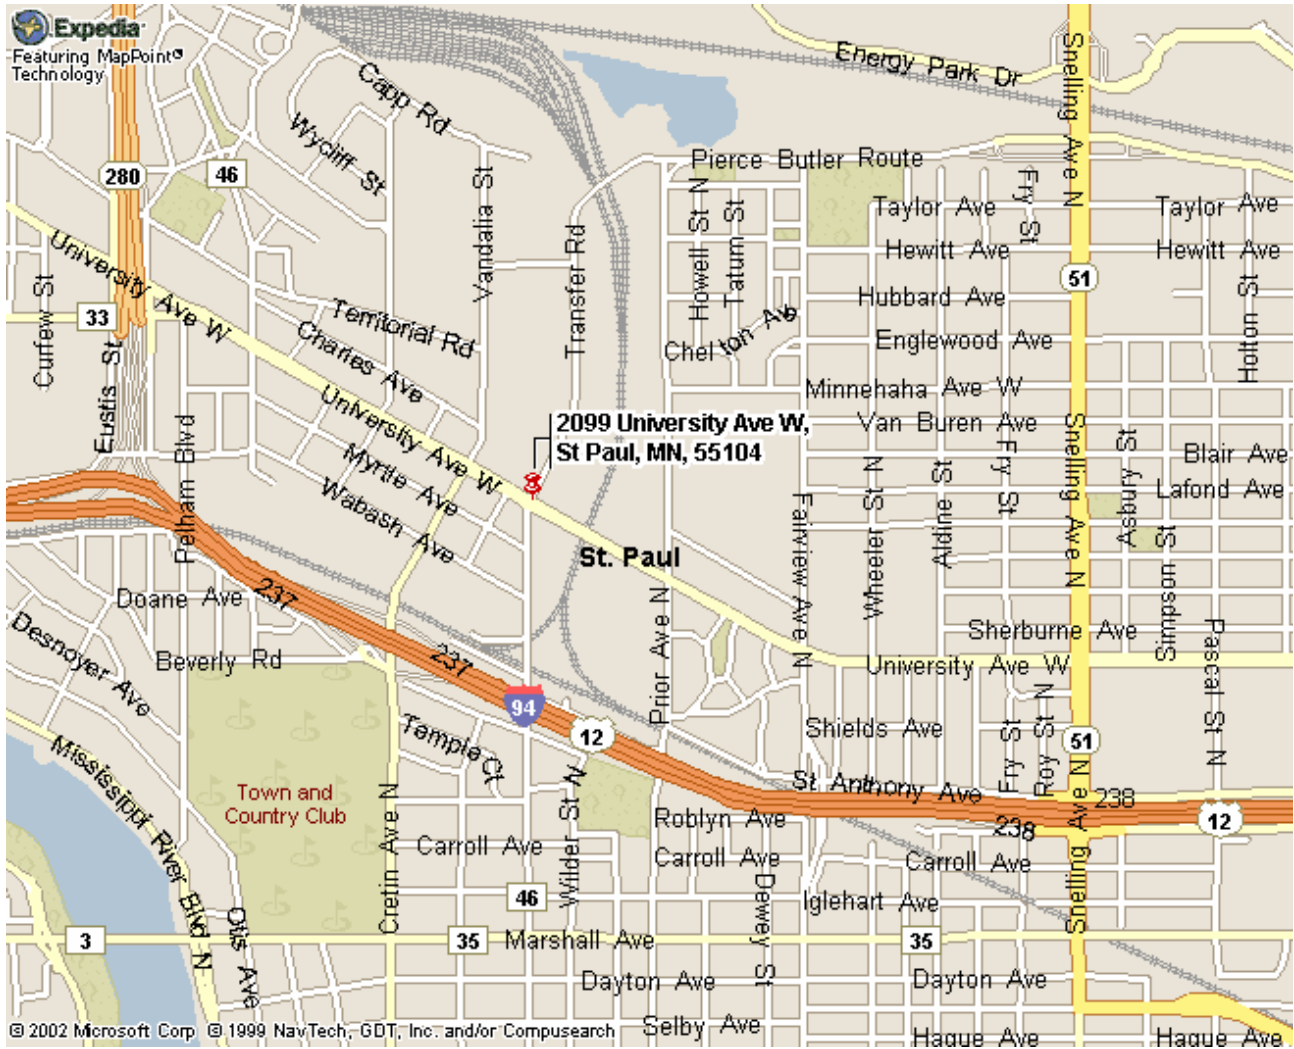 Expedia
Featuring MapPoint®
Technology
Energy Park Dr
Snelling Ave N
Capp Rd
Wycliff St
Pierce Butler Route
280
46
Vandalia St
Transfer Rd
Howell St N
Tatum St
Fry St
Taylor Ave
Taylor Ave
Hewitt Ave
Hewitt Ave
University Ave W
51
Curfew St
33
Hubbard Ave
Holton St
Territorial Rd
Charles Ave
Chelton Av
Englewood Ave
Eustis St
Minnehaha Ave W
University Ave W
2099 University Ave W,
St Paul, MN, 55104
Van Buren Ave
Snelling Ave N
Pelham Blvd
Myrtle Ave
Wabash Ave
Fairview Ave N
Wheeler St N
Aldine St
Fry St
Asbury St
Blair Ave
Lafond Ave
St. Paul
Simpson St
Doane Ave
237
Prior Ave N
Sherburne Ave
Pascal St N
Desnoyer Ave
Beverly Rd
237
University Ave W
94
12
Temple Ct
Shields Ave
Fry St
Roy St N
51
Mississippi River Blvd N
Town and
Country Club
Cretin Ave N
Wilder St N
St Anthony Ave
238
Roblyn Ave
238
12
Carroll Ave
Carroll Ave
Carroll Ave
Snelling Ave N
46
Dewey St
Iglehart Ave
Otis Ave
3
35
Marshall Ave
35
Dayton Ave
Dayton Ave
Selby Ave
Hague Ave
Hague Ave
© 2002 Microsoft Corp © 1999 NavTech, GDT, Inc. and/or Compusearch